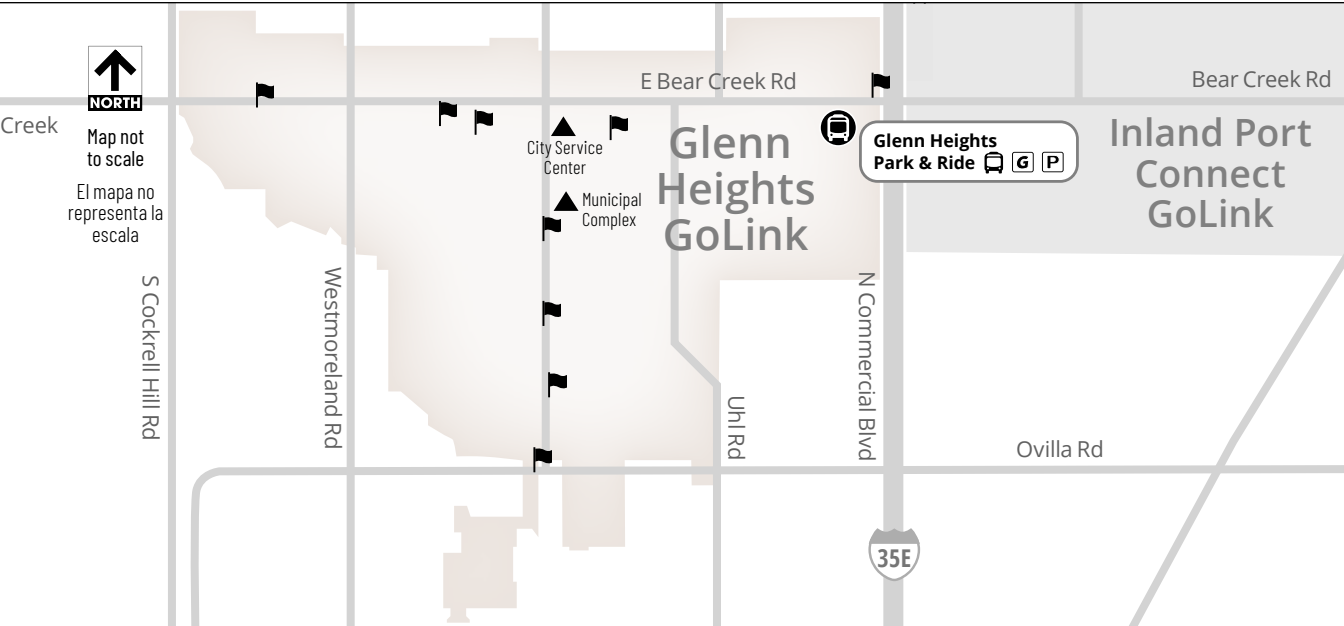 E Bear Creek Rd
Bear Creek Rd
NORTH
Creek
Map not
to scale
El mapa no
representa la
escala
City Service
Center
Municipal
Complex
Glenn
Heights
GoLink
Glenn Heights
Park & Ride G P
Inland Port
Connect
GoLink
S Cockrell Hill Rd
Westmoreland Rd
N Commercial Blvd
Uhl Rd
Ovilla Rd
35E